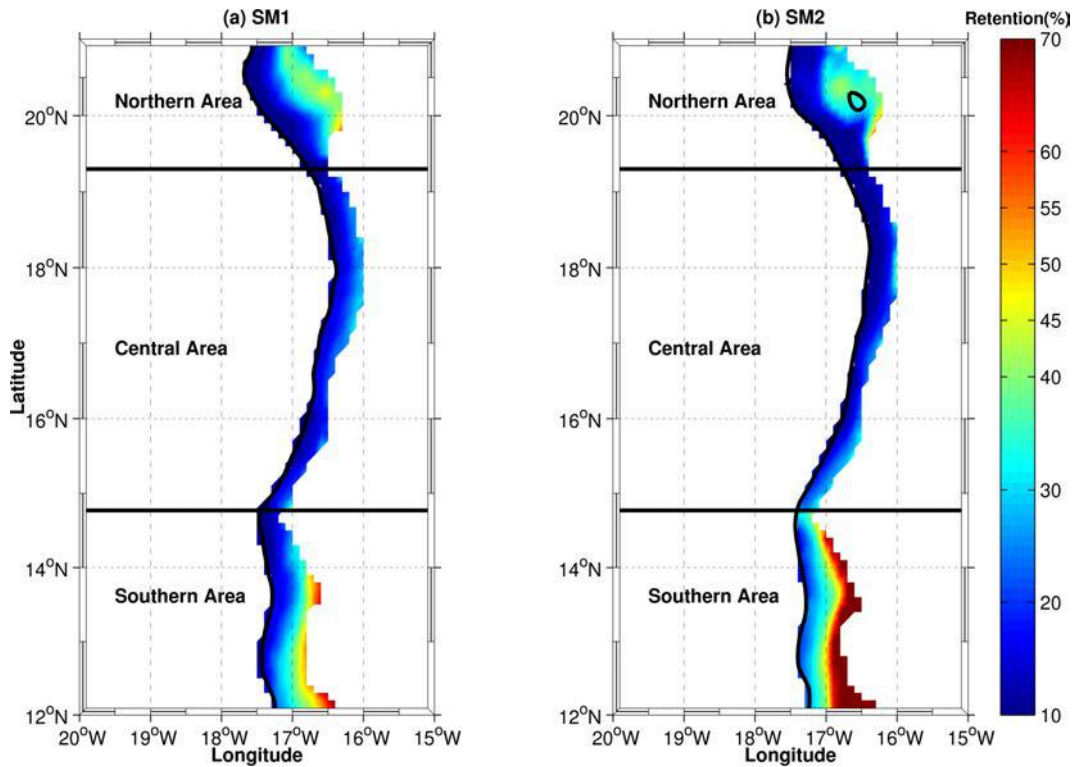 (a) SM1
(b) SM2
Retention(%)
Northern Area
Central Area
Southern Area
20°N
18°N
16°N
14°N
12°N
Latitude
20°W 19°W 18°W 17°W 16°W 15°W
Longitude
Northern Area
Central Area
Southern Area
20°N
18°N
16°N
14°N
12°N
20°W 19°W 18°W 17°W 16°W 15°W
Longitude
70
60
55
50
45
40
30
20
10